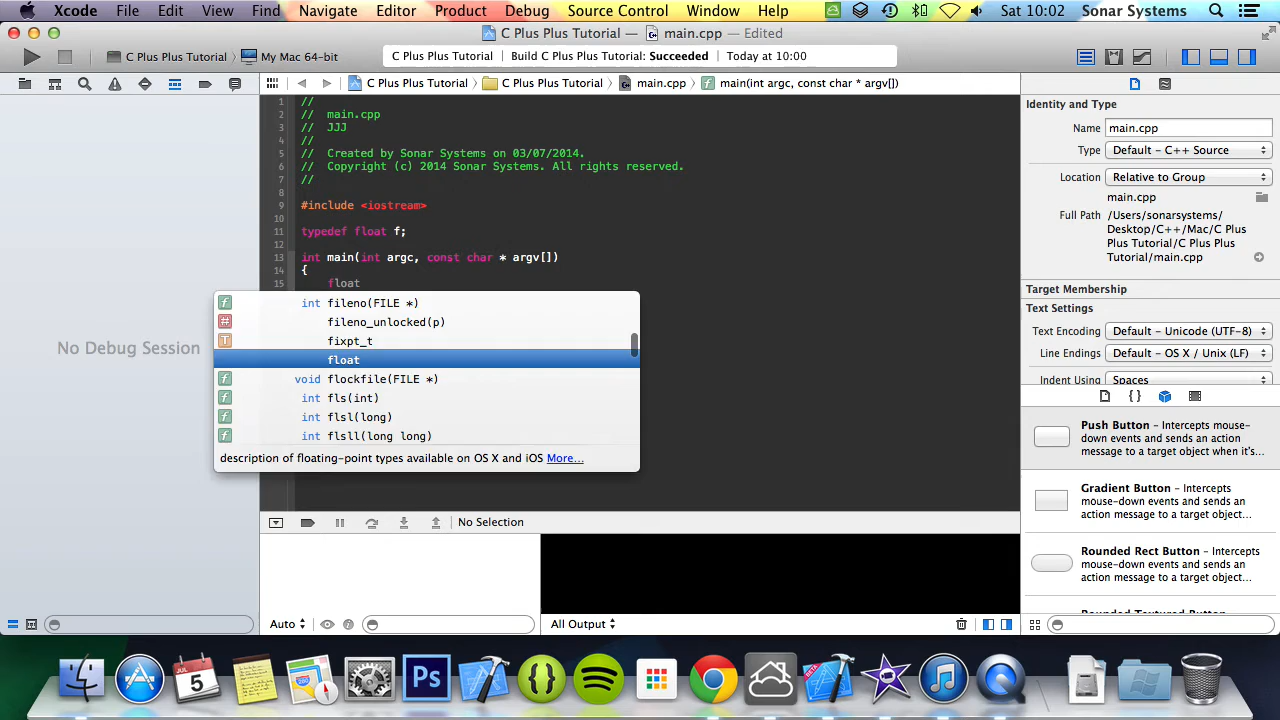 Xcode File Edit View Find Navigate Editor Product Debug Source Control Window Help Sat 10:02 Sonar Systems
C Plus Plus Tutorial — main.cpp — Edited
C Plus Plus Tutorial My Mac 64-bit C Plus Plus Tutorial Build C Plus Plus Tutorial: Succeeded Today at 10:00
C Plus Plus Tutorial C Plus Plus Tutorial main.cpp main(int argc, const char * argv[])
1 //
2 // main.cpp
3 // JJJ
4 //
5 // Created by Sonar Systems on 03/07/2014.
6 // Copyright (c) 2014 Sonar Systems. All rights reserved.
7 //
8
9 #include <iostream>
10
11 typedef float f;
12
13 int main(int argc, const char * argv[])
14 {
15 float
f int fileno(FILE *)
# fileno_unlocked(p)
T fixpt_t
float
f void flockfile(FILE *)
f int fls(int)
f int flsl(long)
f int flsll(long long)
description of floating-point types available on OS X and iOS More...
No Debug Session
No Selection
Auto
All Output
Identity and Type
Name main.cpp
Type Default - C++ Source
Location Relative to Group
main.cpp
Full Path /Users/sonarsystems/
Desktop/C++/Mac/C
Plus Plus Tutorial/C Plus Plus
Tutorial/main.cpp
Target Membership
Text Settings
Text Encoding Default - Unicode (UTF-8)
Line Endings Default - OS X / Unix (LF)
Indent Using Spaces
Push Button - Intercepts mouse-
down events and sends an action
message to a target object when it's...
Gradient Button - Intercepts
mouse-down events and sends an
action message to a target object...
Rounded Rect Button - Intercepts
mouse-down events and sends an
action message to a target object...
Rounded Textured Button
JUL
5
Ps